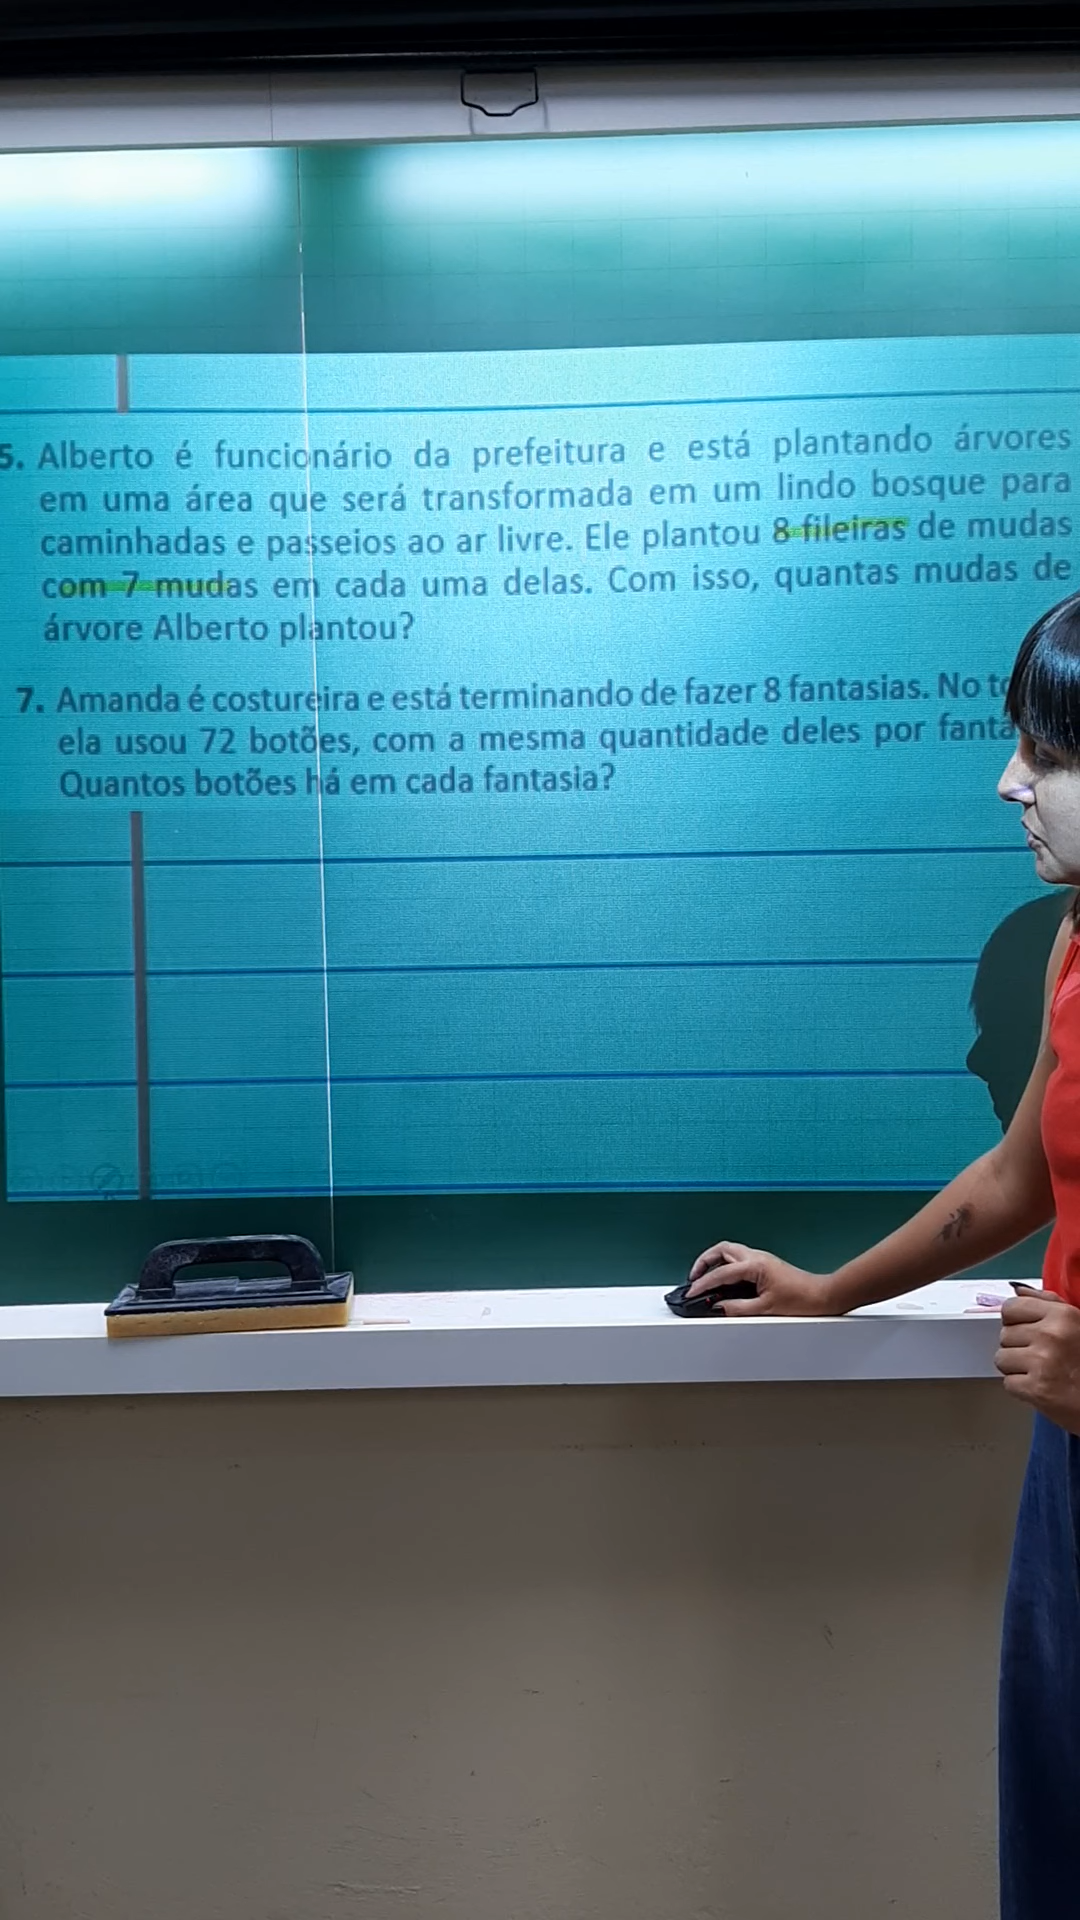 5. Alberto é funcionário da prefeitura e está plantando árvores
em uma área que será transformada em um lindo bosque para
caminhadas e passeios ao ar livre. Ele plantou 8 fileiras de mudas
com 7 mudas em cada uma delas. Com isso, quantas mudas de
árvore Alberto plantou?
7. Amanda é costureira e está terminando de fazer 8 fantasias. No
ela usou 72 botões, com a mesma quantidade deles por
Quantos botões há em cada fantasia?